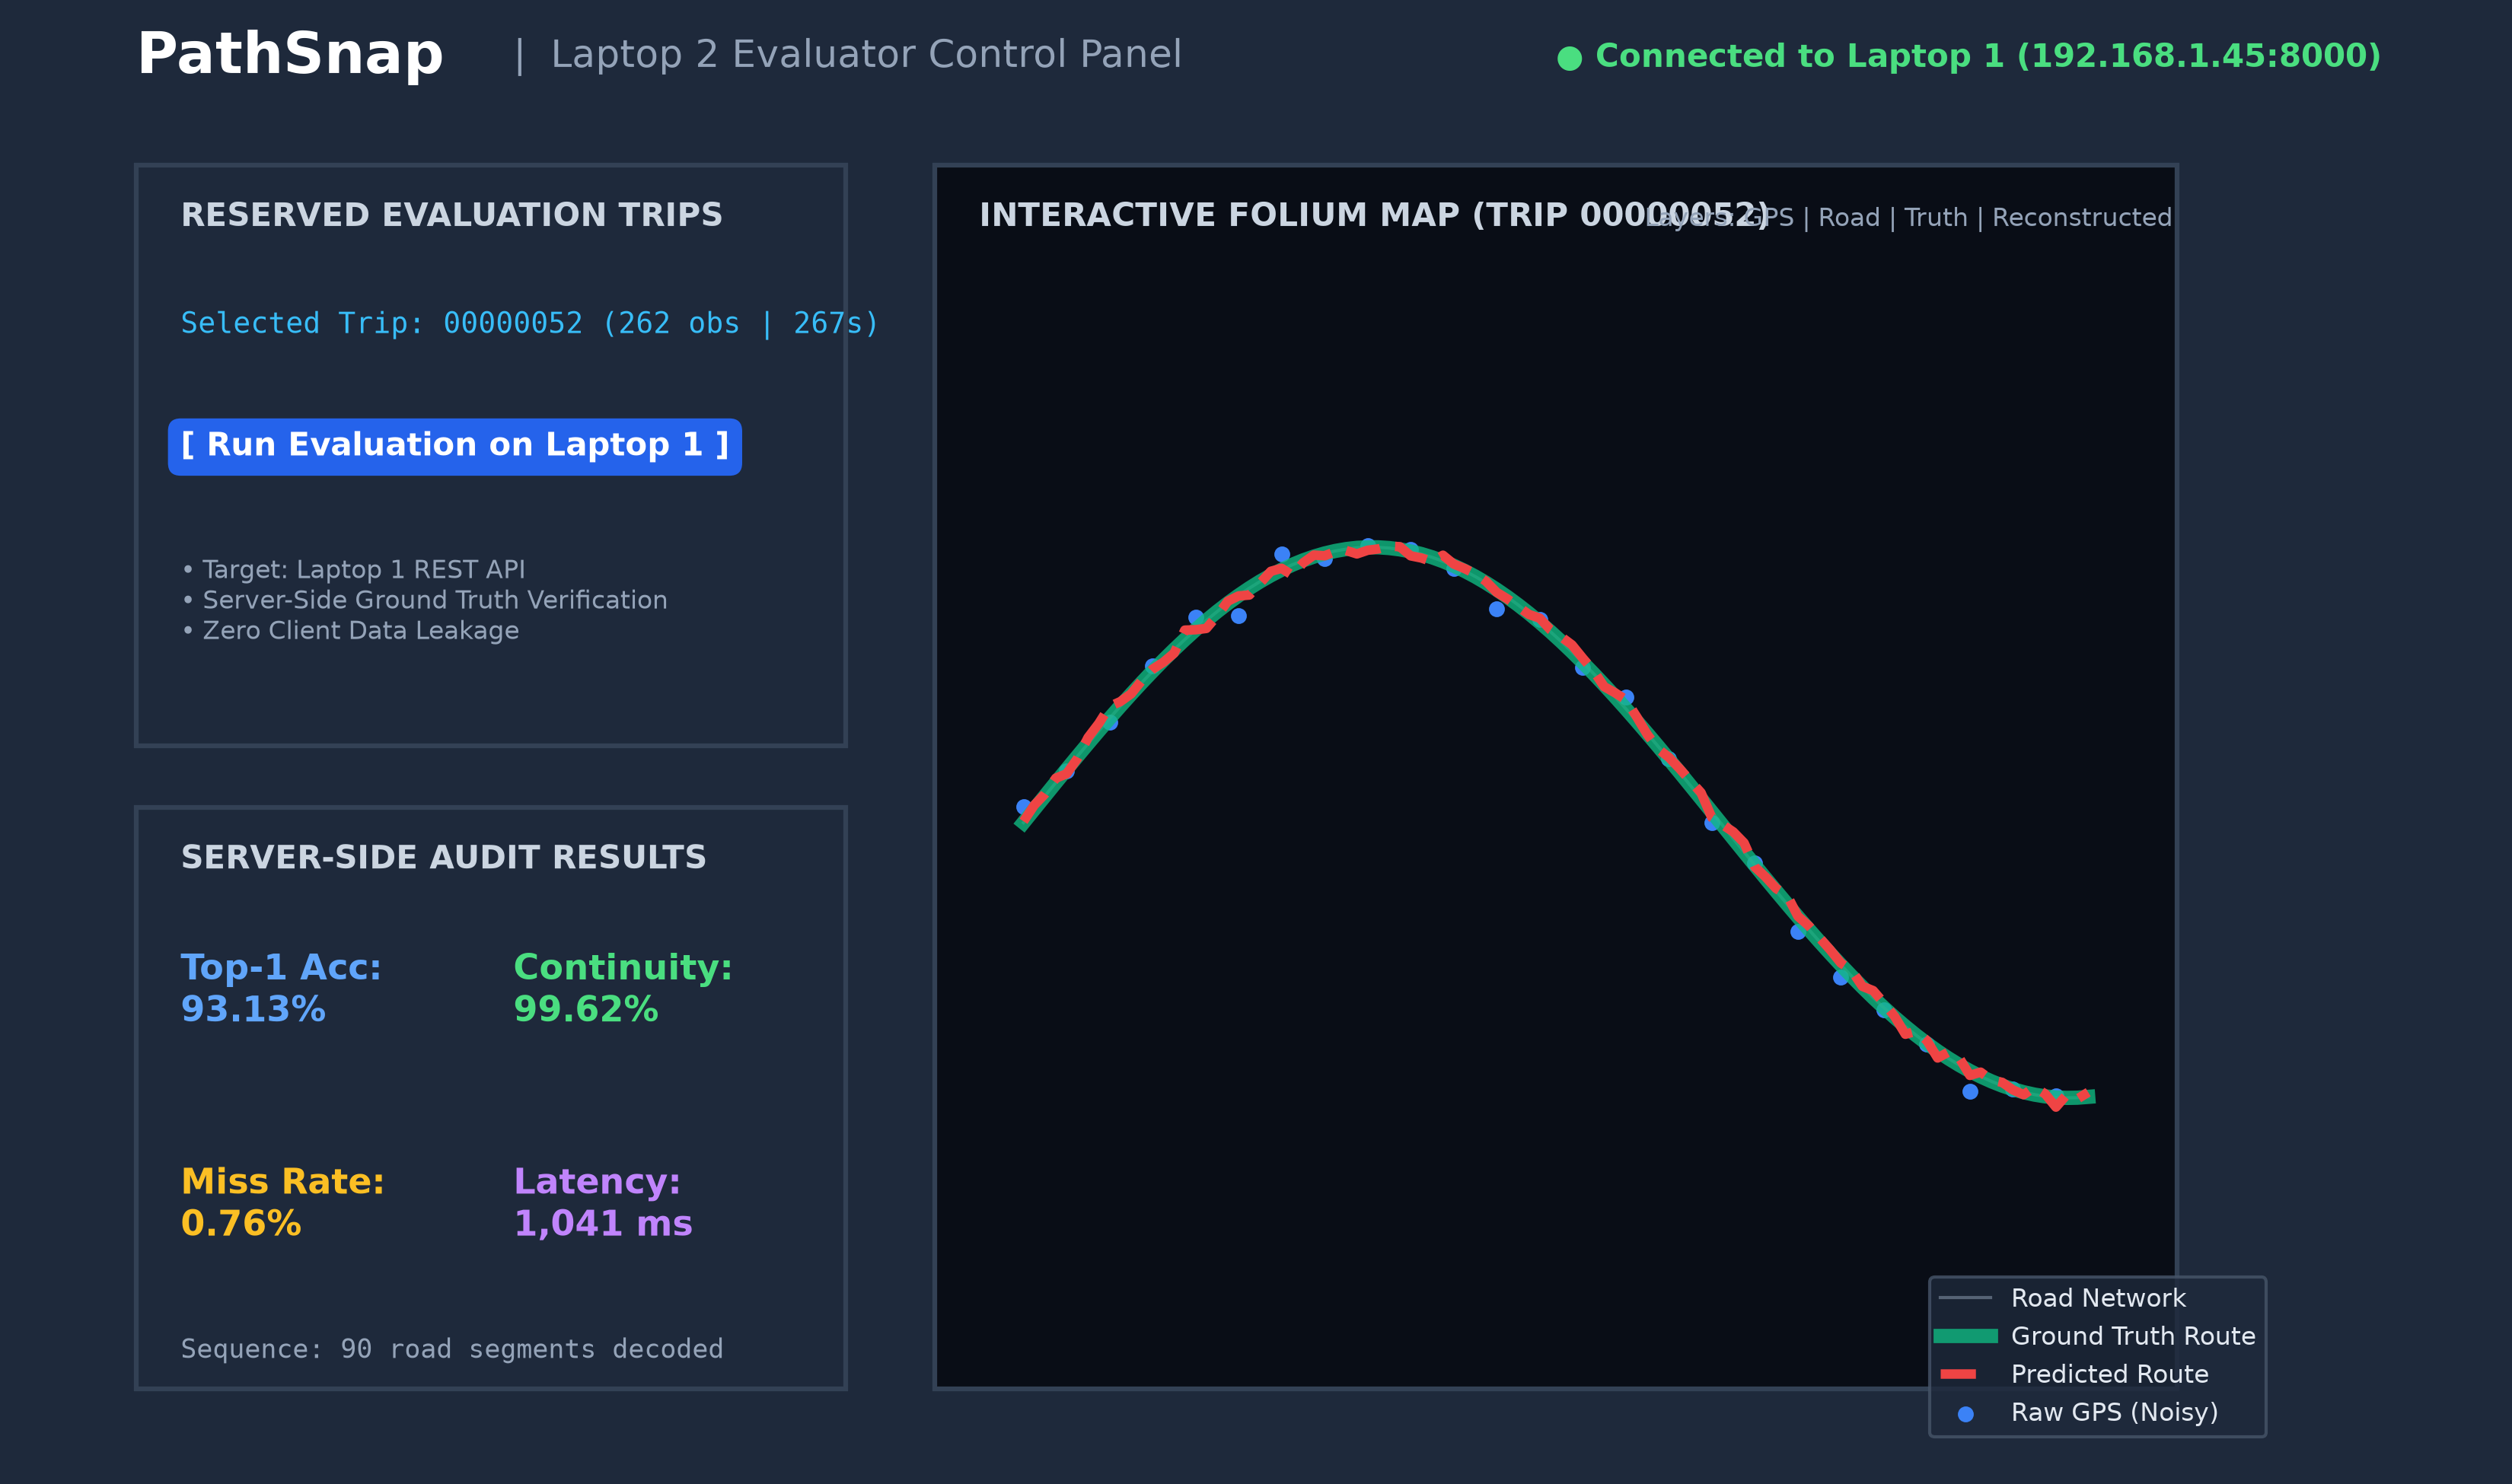 PathSnap | Laptop 2 Evaluator Control Panel
● Connected to Laptop 1 (192.168.1.45:8000)
RESERVED EVALUATION TRIPS
Selected Trip: 00000052 (262 obs | 267s)
[ Run Evaluation on Laptop 1 ]
• Target: Laptop 1 REST API
• Server-Side Ground Truth Verification
• Zero Client Data Leakage
SERVER-SIDE AUDIT RESULTS
Top-1 Acc:
93.13%
Continuity:
99.62%
Miss Rate:
0.76%
Latency:
1,041 ms
Sequence: 90 road segments decoded
INTERACTIVE FOLIUM MAP (TRIP 00000052)
Layers: GPS | Road | Truth | Reconstructed
Road Network
Ground Truth Route
Predicted Route
Raw GPS (Noisy)